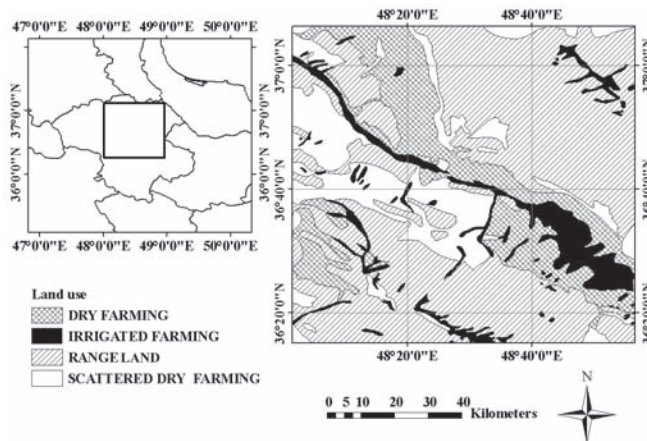 47°0'0"E 48°0'0"E 49°0'0"E 50°0'0"E
37°0'0"N
36°0'0"N
37°0'0"N
36°0'0"N
47°0'0"E 48°0'0"E 49°0'0"E 50°0'0"E
Land use
DRY FARMING
IRRIGATED FARMING
RANGE LAND
SCATTERED DRY FARMING
48°20'0"E 48°40'0"E
37°0'0"N
36°40'0"N
36°20'0"N
37°0'0"N
36°40'0"N
36°20'0"N
48°20'0"E 48°40'0"E
0 5 10 20 30 40
Kilometers
N